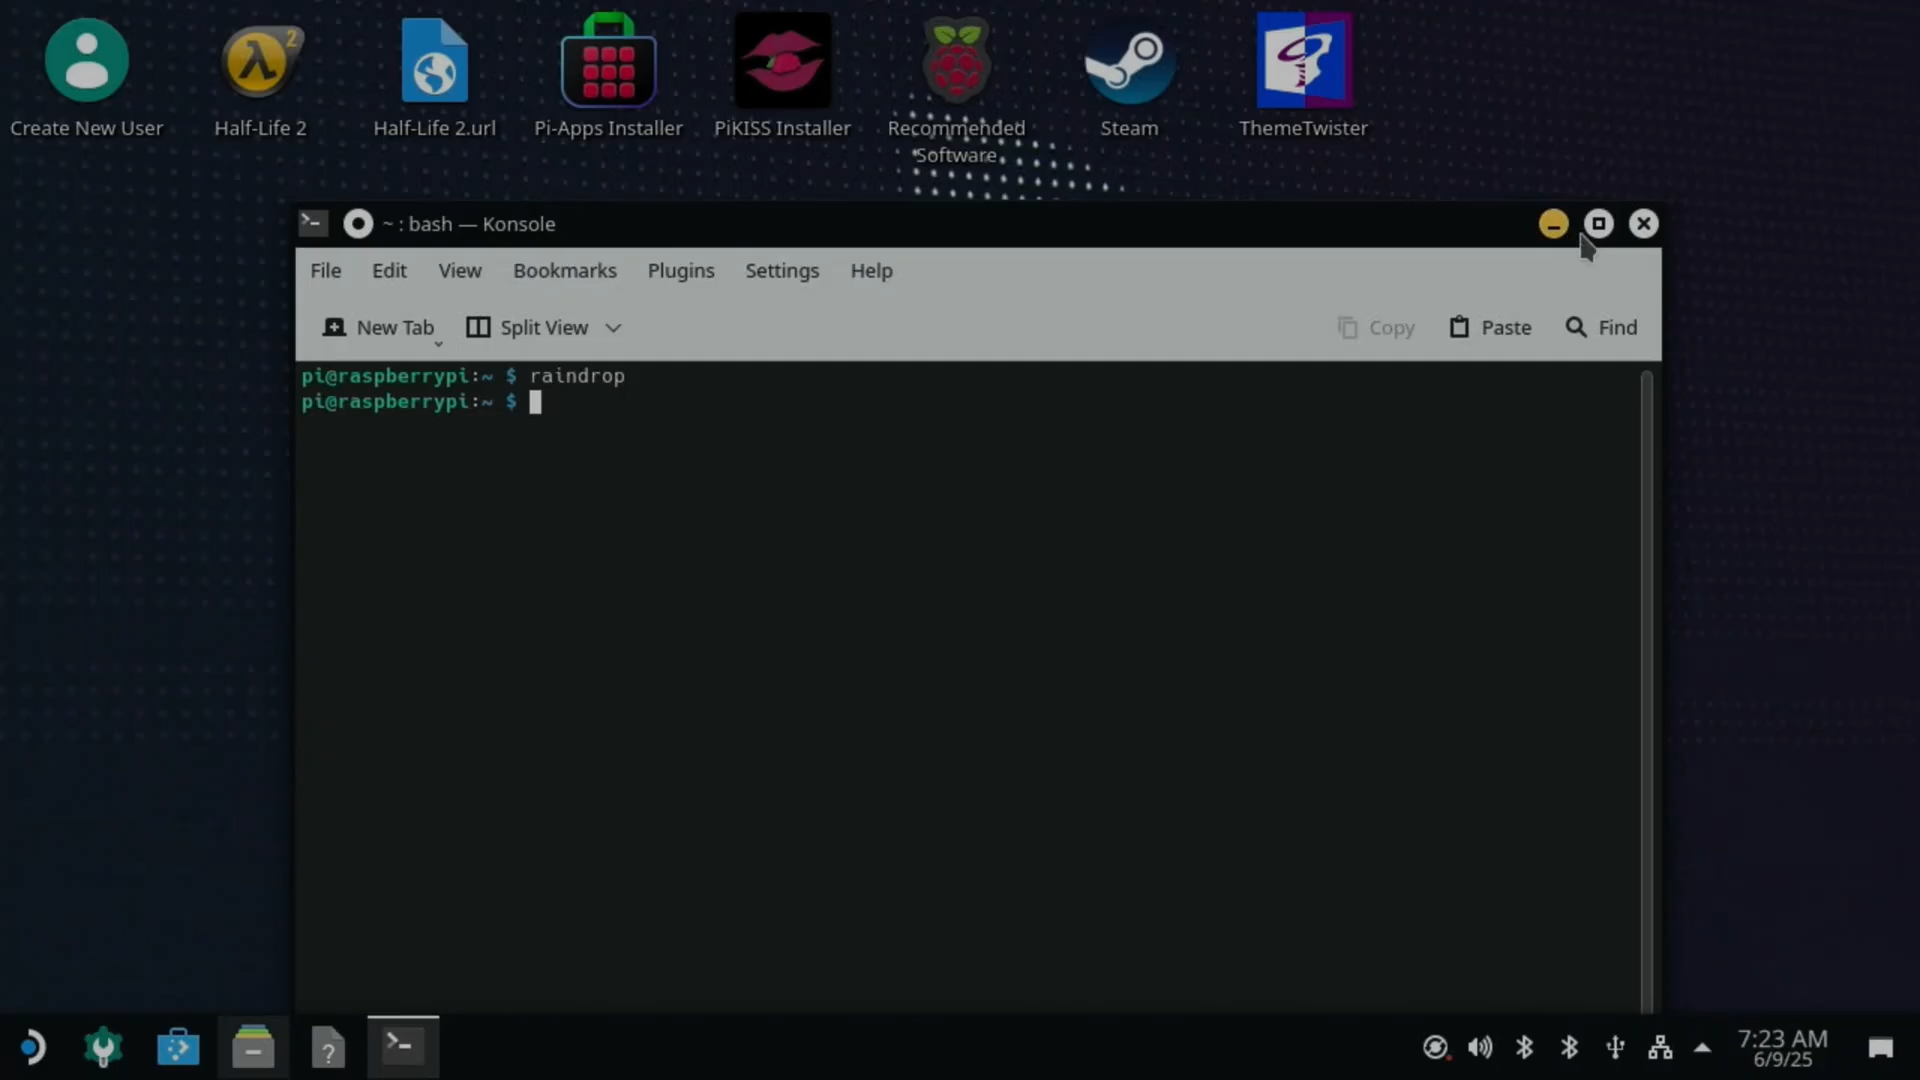 Create New User
Half-Life 2
Half-Life 2.url
Pi-Apps Installer
PiKISS Installer
Recommended
Software
Steam
ThemeTwister
~ : bash — Konsole
File Edit View Bookmarks Plugins Settings Help
New Tab Split View Copy Paste Find
pi@raspberrypi:~ $ raindrop
pi@raspberrypi:~ $
7:23 AM
6/9/25